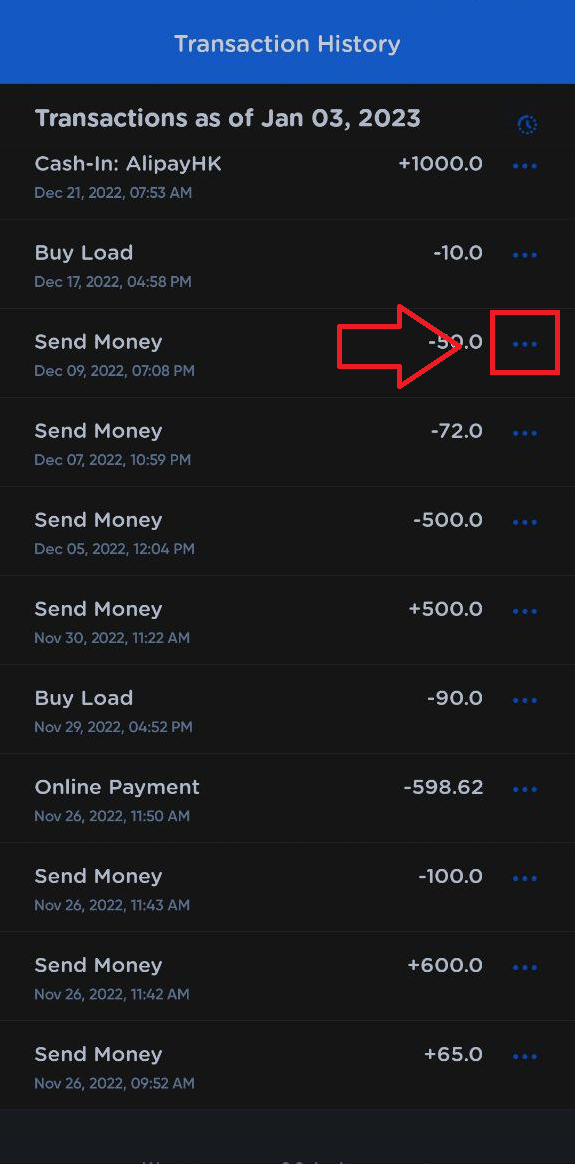 Transaction History
Transactions as of Jan 03, 2023
Cash-In: AlipayHK +1000.0
Dec 21, 2022, 07:53 AM
Buy Load -10.0
Dec 17, 2022, 04:58 PM
Send Money -50.0
Dec 09, 2022, 07:08 PM
Send Money -72.0
Dec 07, 2022, 10:59 PM
Send Money -500.0
Dec 05, 2022, 12:04 PM
Send Money +500.0
Nov 30, 2022, 11:22 AM
Buy Load -90.0
Nov 29, 2022, 04:52 PM
Online Payment -598.62
Nov 26, 2022, 11:50 AM
Send Money -100.0
Nov 26, 2022, 11:43 AM
Send Money +600.0
Nov 26, 2022, 11:42 AM
Send Money +65.0
Nov 26, 2022, 09:52 AM